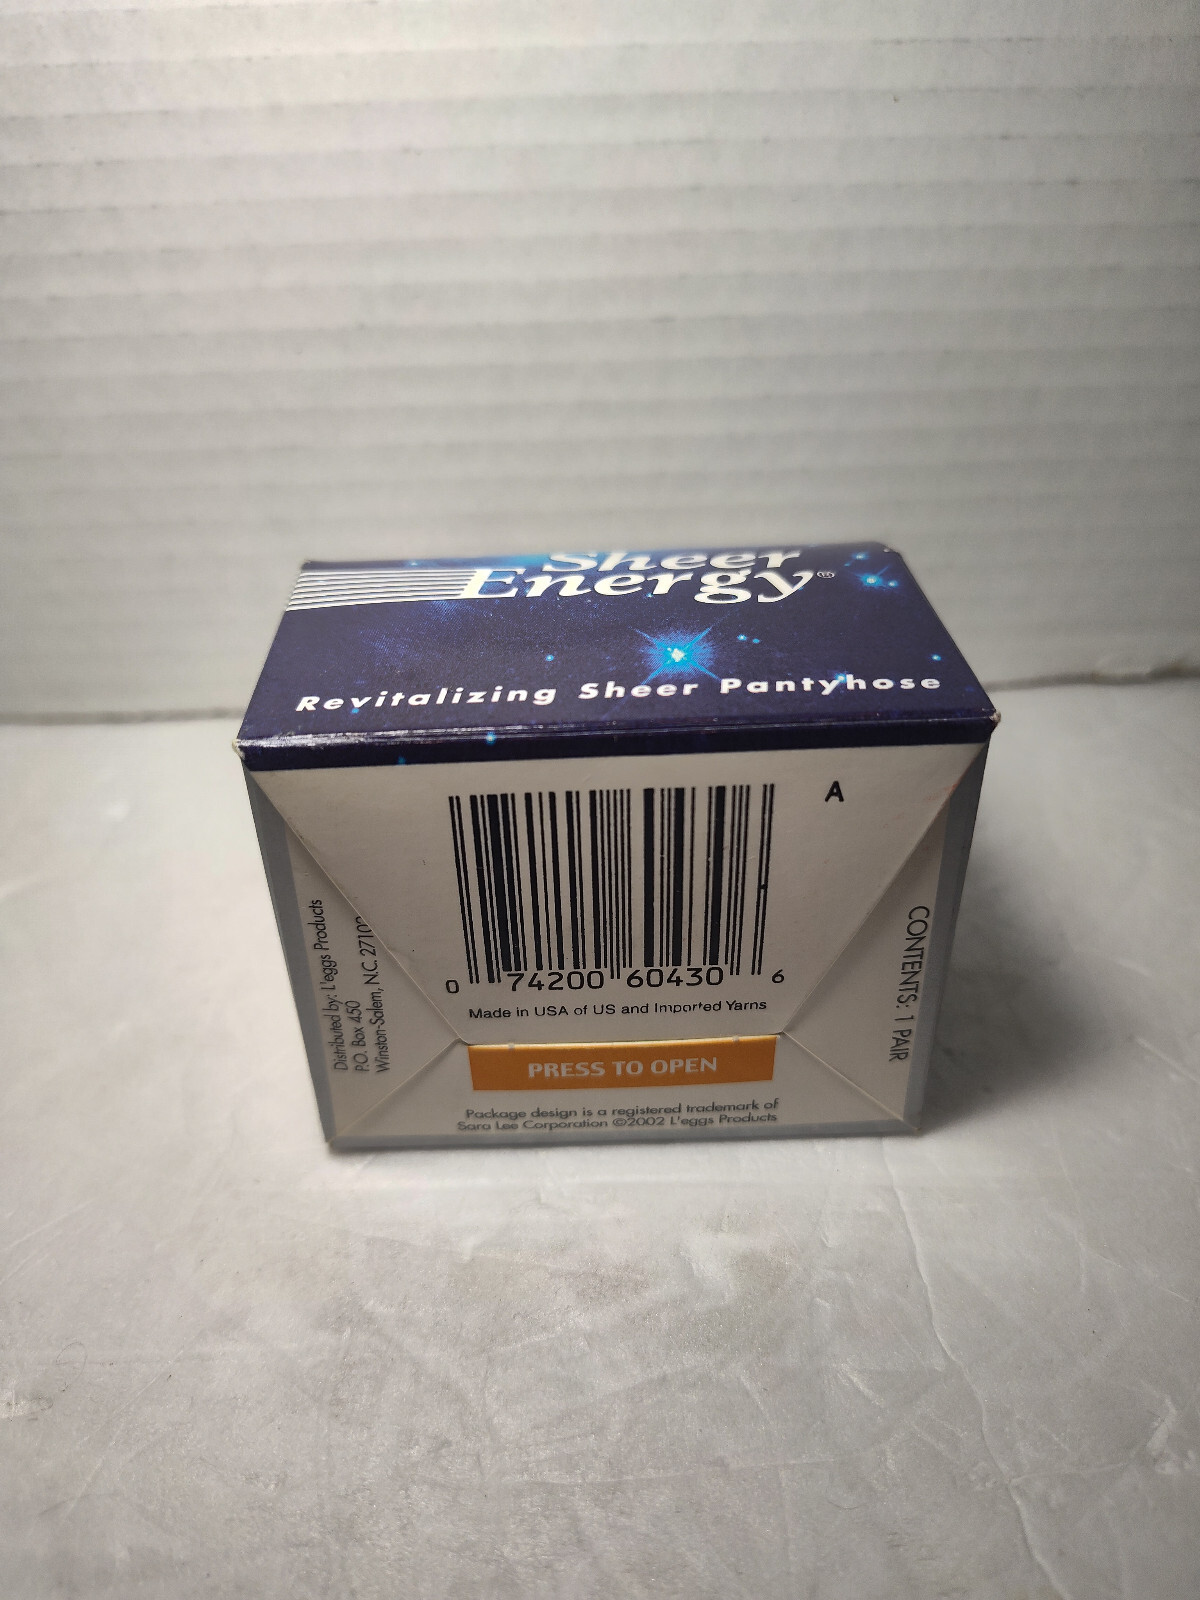 Sheer
Energy®
Revitalizing Sheer Pantyhose
A
0 74200 60430 6
Made in USA of US and Imported Yarns
PRESS TO OPEN
Package design is a registered trademark of
Sara Lee Corporation ©2002 L'eggs Products
Distributed by: L'eggs Products
P.O. Box 450
Winston-Salem, N.C.
CONTENTS: 1 PAIR